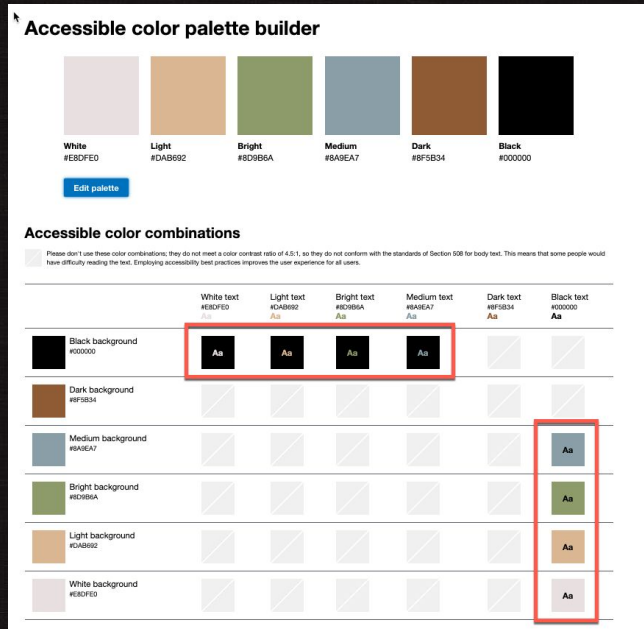 Accessible color palette builder
White Light Bright Medium Dark Black
#E8DFE0 #DAB692 #8D9B6A #8A9EA7 #8F5B34 #000000
Edit palette
Accessible color combinations
Please don't use these color combinations; they do not meet a color contrast ratio of 4.5:1, so they do not conform with the standards of Section 508 for body text. This means that some people would
have difficulty reading the text. Employing accessibility best practices improves the user experience for all users.
White text Light text Bright text Medium text Dark text Black text
#E8DFE0 #DAB692 #8D9B6A #8A9EA7 #8F5B34 #000000
Aa Aa Aa Aa Aa Aa
Black background
#000000
Aa Aa Aa Aa
Dark background
#8F5B34
Medium background
#8A9EA7
Aa
Bright background
#8D9B6A
Aa
Light background
#DAB692
Aa
White background
#E8DFE0
Aa